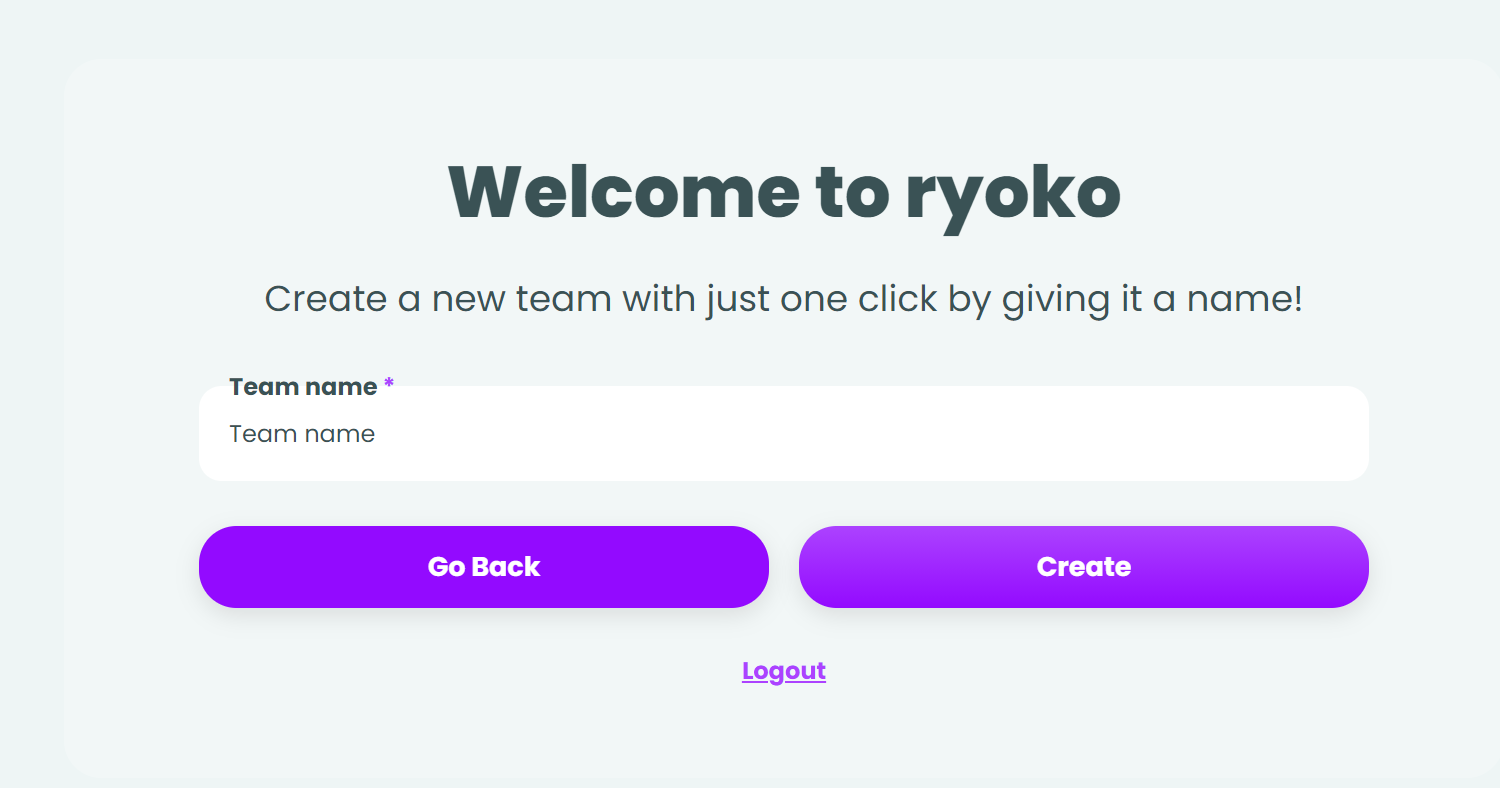 Welcome to ryoko
Create a new team with just one click by giving it a name!
Team name *
Team name
Go Back
Create
Logout